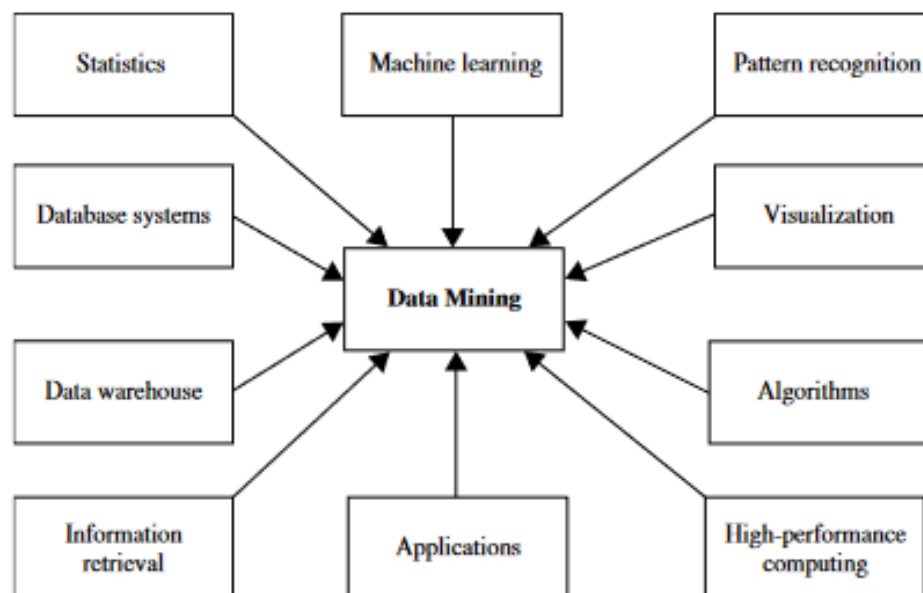 Statistics
Machine learning
Pattern recognition
Database systems
Visualization
Data Mining
Data warehouse
Algorithms
Information
retrieval
Applications
High-performance
computing